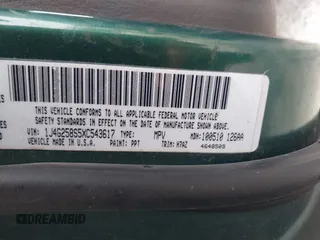 THIS VEHICLE CONFORMS TO ALL APPLICABLE FEDERAL MOTOR VEHICLE
SAFETY STANDARDS IN EFFECT ON THE DATE OF MANUFACTURE SHOWN ABOVE.
VIN: 1J4G258S5XC543617 TYPE: MPV MDH: 100510 126AA
VEHICLE MADE IN U.S.A. PAINT: PPT TRIM: H7AZ 4648509
DREAMBID